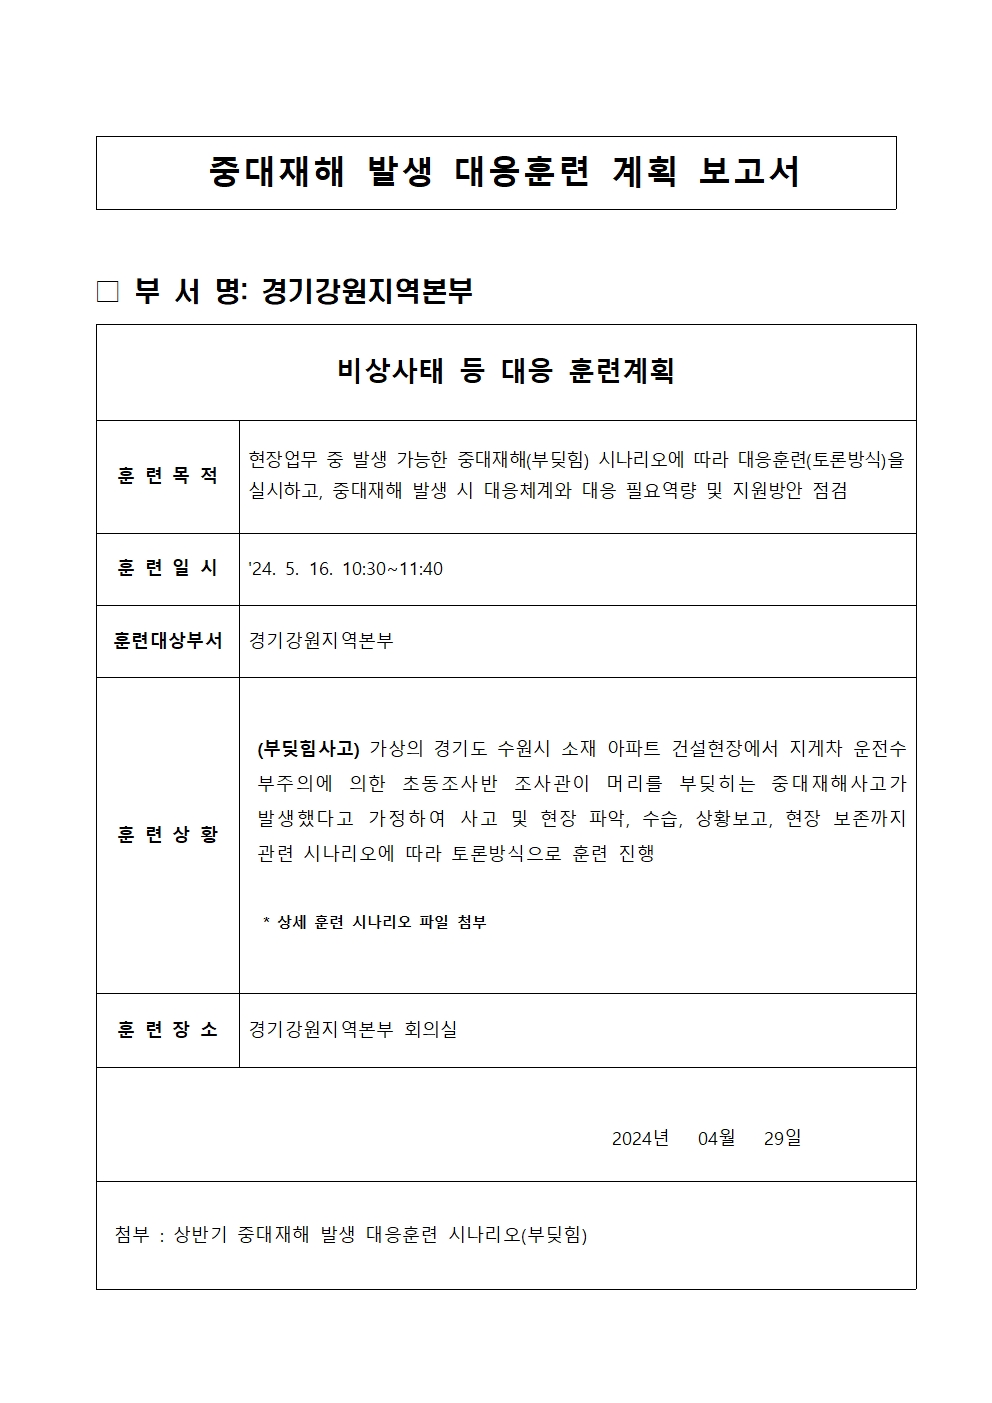 중대재해 발생 대응훈련 계획 보고서
□ 부 서 명: 경기강원지역본부
비상사태 등 대응 훈련계획
훈 련 목 적
현장업무 중 발생 가능한 중대재해(부딪힘) 시나리오에 따라 대응훈련(토론방식)을
실시하고, 중대재해 발생 시 대응체계와 대응 필요역량 및 지원방안 점검
훈 련 일 시
'24. 5. 16. 10:30~11:40
훈련대상부서
경기강원지역본부
훈 련 상 황
(부딪힘사고) 가상의 경기도 수원시 소재 아파트 건설현장에서 지게차 운전수
부주의에 의한 초동조사반 조사관이 머리를 부딪히는 중대재해사고가
발생했다고 가정하여 사고 및 현장 파악, 수습, 상황보고, 현장 보존까지
관련 시나리오에 따라 토론방식으로 훈련 진행
* 상세 훈련 시나리오 파일 첨부
훈 련 장 소
경기강원지역본부 회의실
2024년 04월 29일
첨부 : 상반기 중대재해 발생 대응훈련 시나리오(부딪힘)